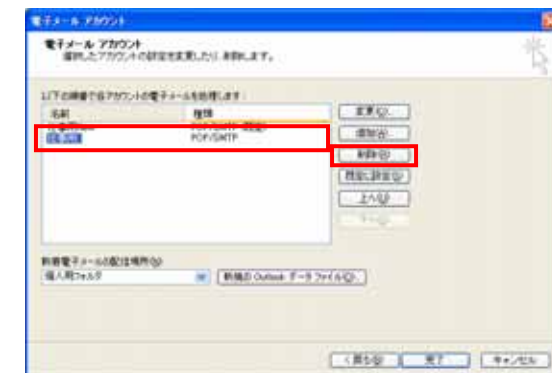 電子メール アカウント
電子メール アカウント
選択したアカウントの設定を変更したり、削除します。
以下の順番で各アカウントの電子メールを処理します:
名前 種類
POP/SMTP
変更(C)...
追加(A)...
削除(R)
既定に設定(D)
上へ(U)
新着電子メールの配信場所(V):
個人用フォルダ
新規の Outlook データ ファイル(O)...
< 戻る(B)
完了
キャンセル